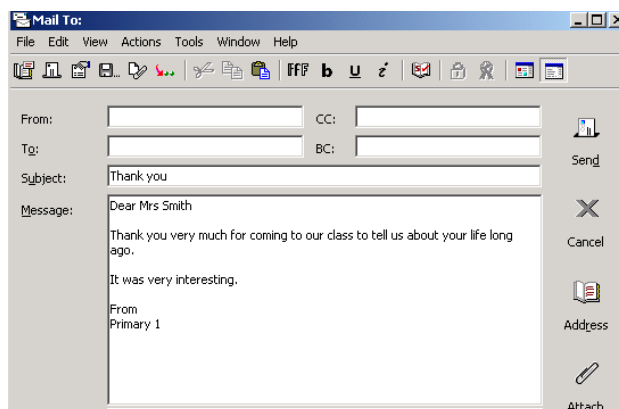 Mail To:
File Edit View Actions Tools Window Help
FFF b u i
From: CC:
To: BC:
Subject: Thank you
Message: Dear Mrs Smith
Thank you very much for coming to our class to tell us about your life long
ago.
It was very interesting.
From
Primary 1
Send
Cancel
Address
Attach